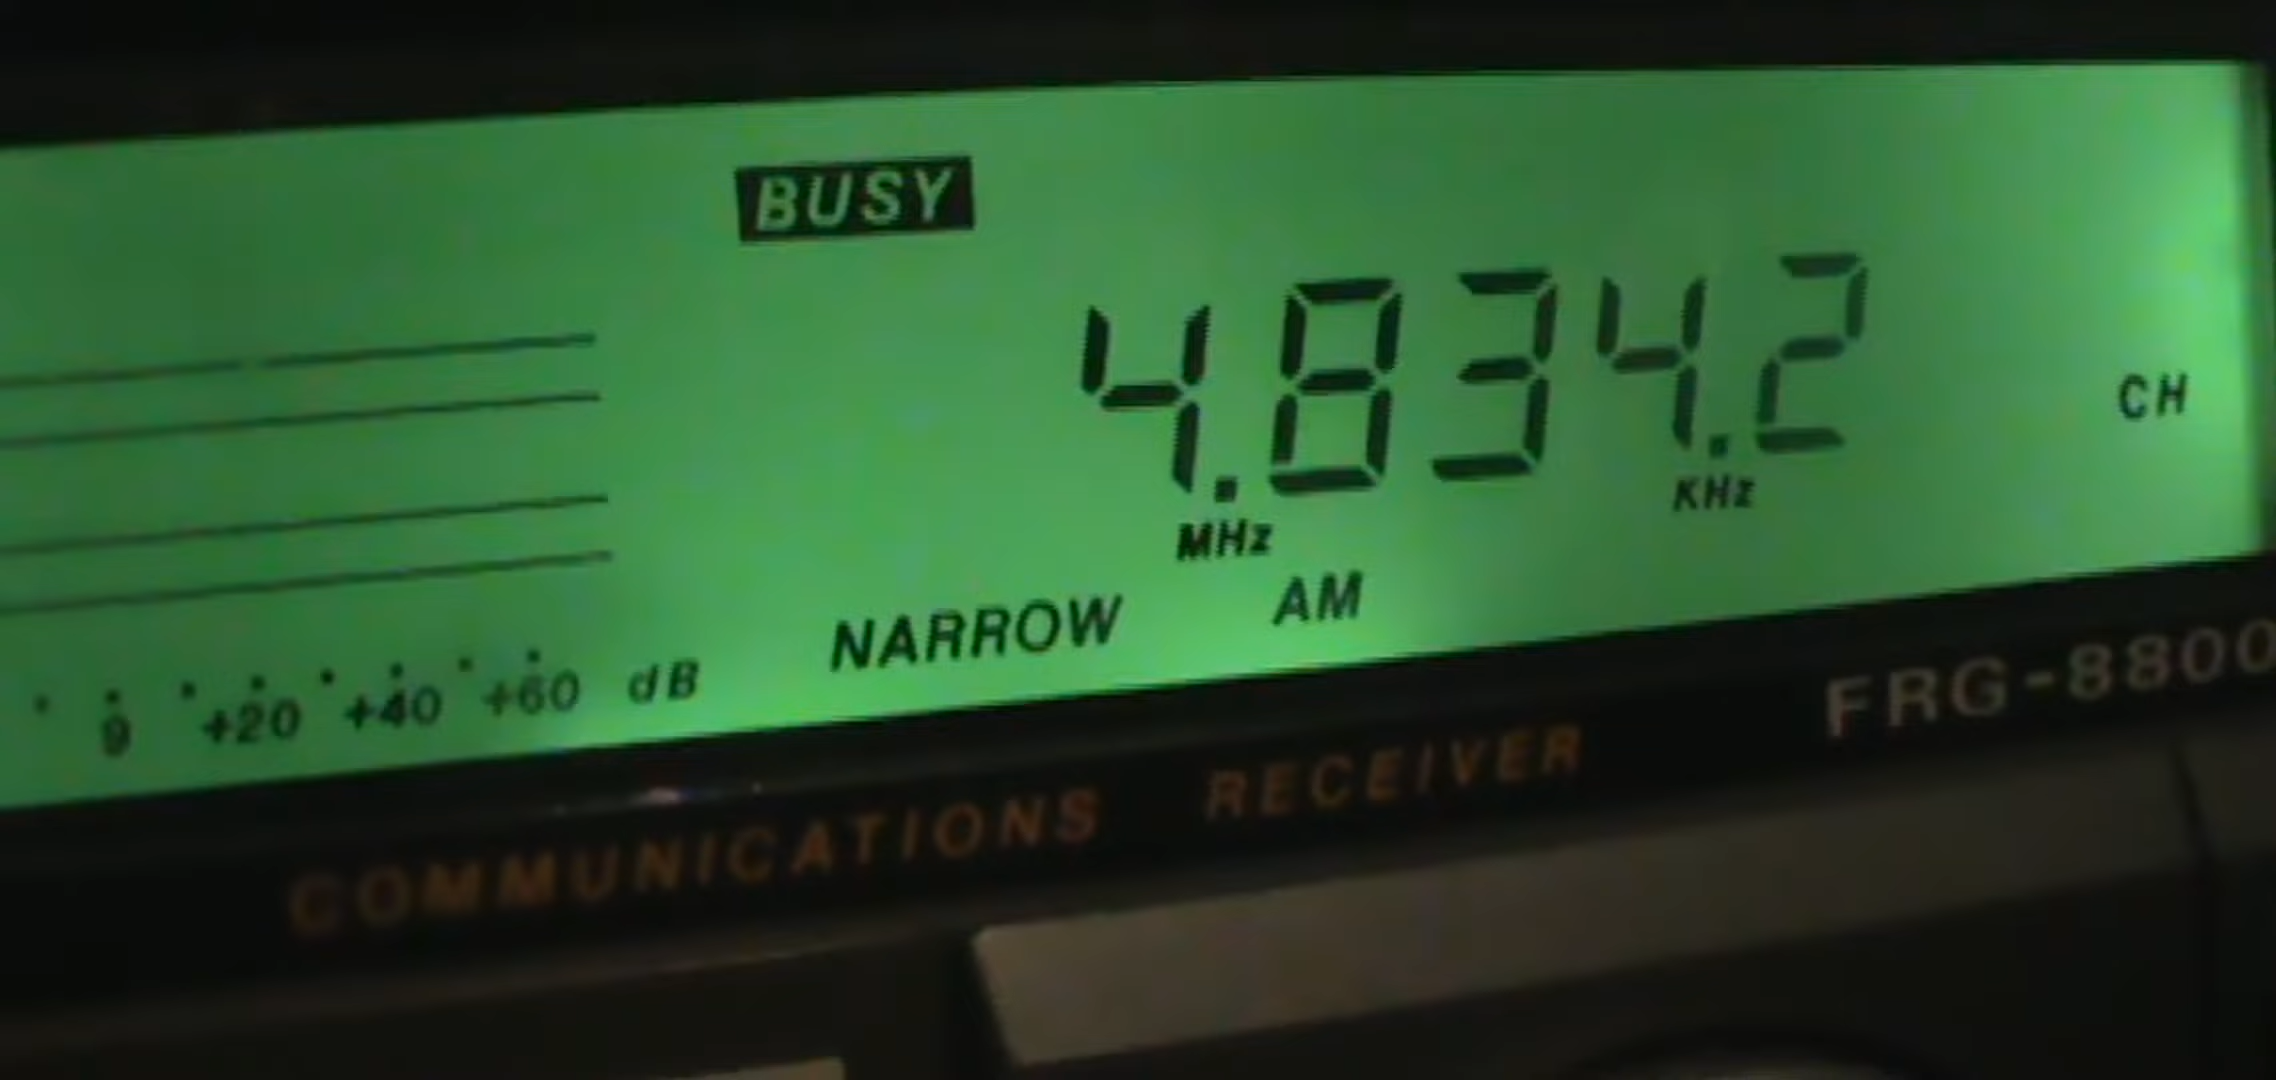 BUSY
4.834.2
CH
MHz KHz
NARROW AM
9 +20 +40 +60 dB
FRG-8800
COMMUNICATIONS RECEIVER